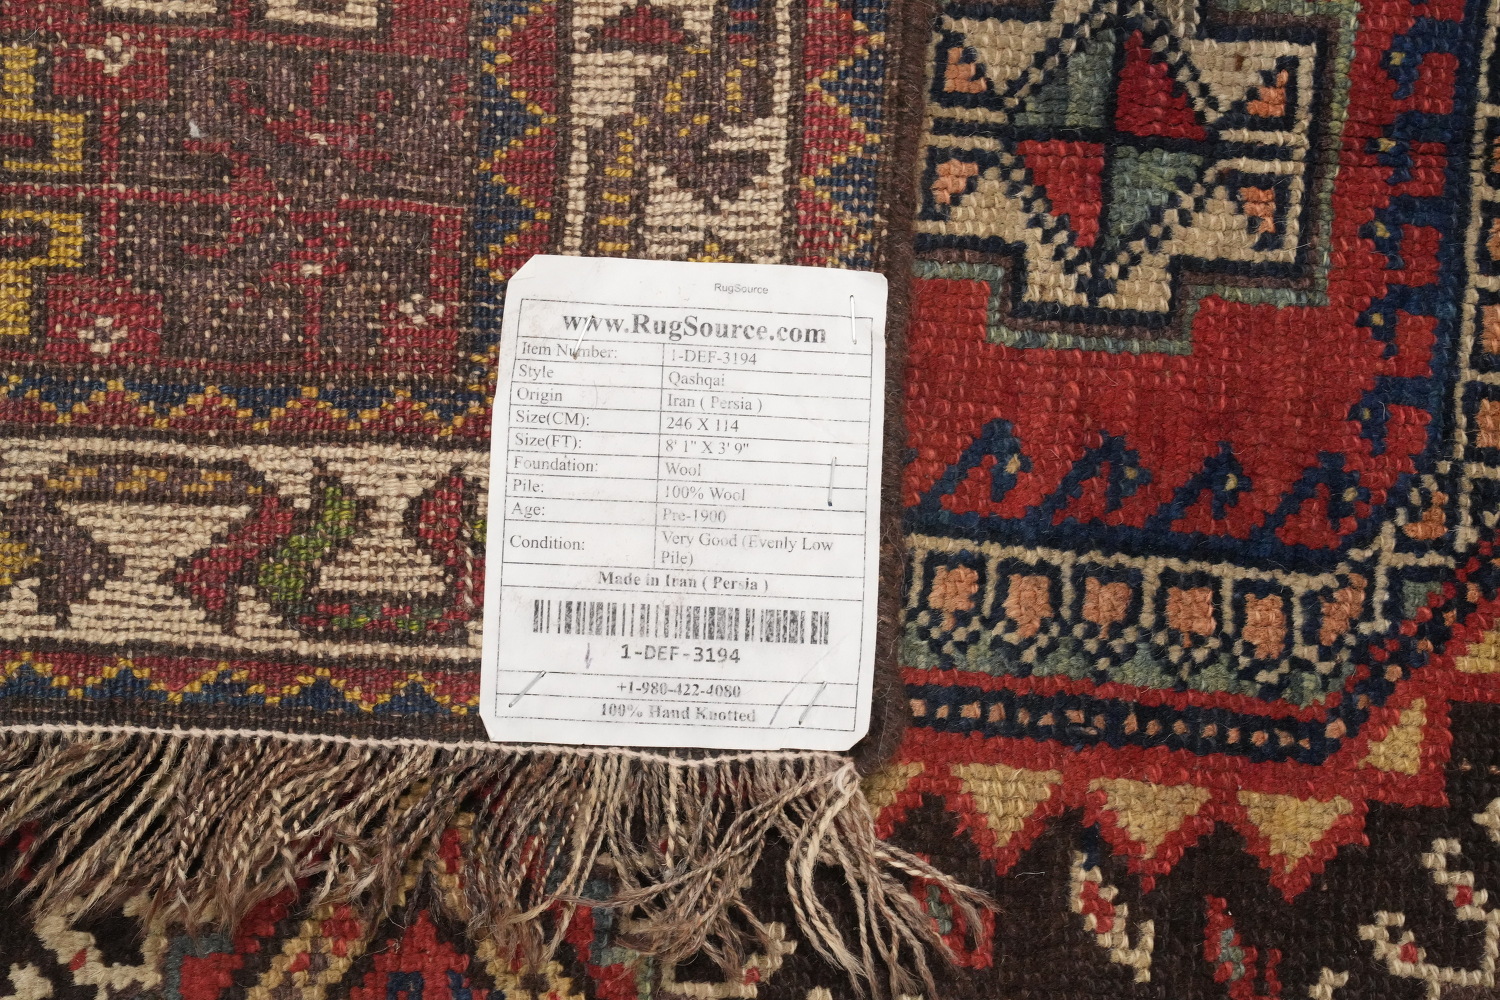 RugSource
www.RugSource.com
Item Number: 1-DEF-3194
Style Qashqai
Origin Iran ( Persia )
Size(CM): 246 X 114
Size(FT): 8' 1" X 3' 9"
Foundation: Wool
Pile: 100% Wool
Age: Pre-1900
Condition: Very Good (Evenly Low
Pile)
Made in Iran ( Persia )
1-DEF-3194
+1-980-422-4080
100% Hand Knotted